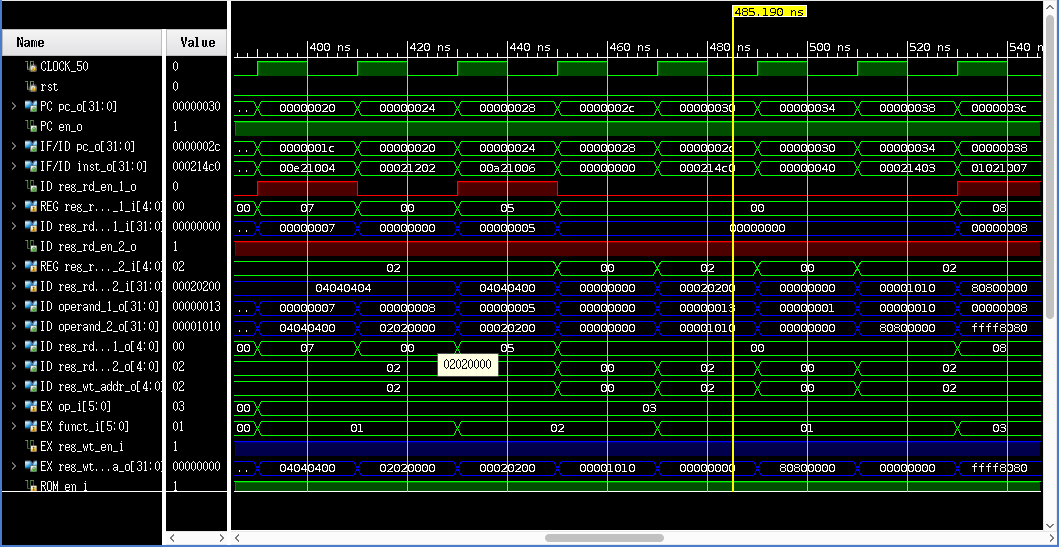 485.190 ns
Name Value
400 ns 420 ns 440 ns 460 ns 480 ns 500 ns 520 ns 540 n
CLOCK_50 0
rst 0
PC pc_o[31:0] 00000030 .. 00000020 00000024 00000028 0000002c 00000030 00000034 00000038 0000003c
PC en_o 1
IF/ID pc_o[31:0] 0000002c .. 0000001c 00000020 00000024 00000028 0000002c 00000030 00000034 00000038
IF/ID inst_o[31:0] 000214c0 .. 00e21004 00021202 00a21006 00000000 000214c0 00000040 00021403 01021007
ID reg_rd_en_1_o 0
REG reg_r..._1_i[4:0] 00 00 07 00 05 00 08
ID reg_rd...1_i[31:0] 00000000 .. 00000007 00000000 00000005 00000000 00000008
ID reg_rd_en_2_o 1
REG reg_r..._2_i[4:0] 02 02 00 02 00 02
ID reg_rd...2_i[31:0] 00020200 04040404 04040400 00000000 00020200 00000000 00001010 80800000
ID operand_1_o[31:0] 00000013 00000007 00000008 00000005 00000000 00000013 00000001 00000010 00000008
ID operand_2_o[31:0] 00001010 04040400 02020000 00020200 00000000 00001010 00000000 80800000 ffff8080
ID reg_rd...1_o[4:0] 00 00 07 00 05 00 08
ID reg_rd...2_o[4:0] 02 02 02020000 00 02 00 02
ID reg_wt_addr_o[4:0] 02 02 00 02 00 02
EX op_i[5:0] 03 00 03
EX funct_i[5:0] 01 00 01 02 01 03
EX reg_wt_en_i 1
EX reg_wt...a_o[31:0] 00000000 04040400 02020000 00020200 00001010 00000000 80800000 00000000 ffff8080
ROM en_i 1